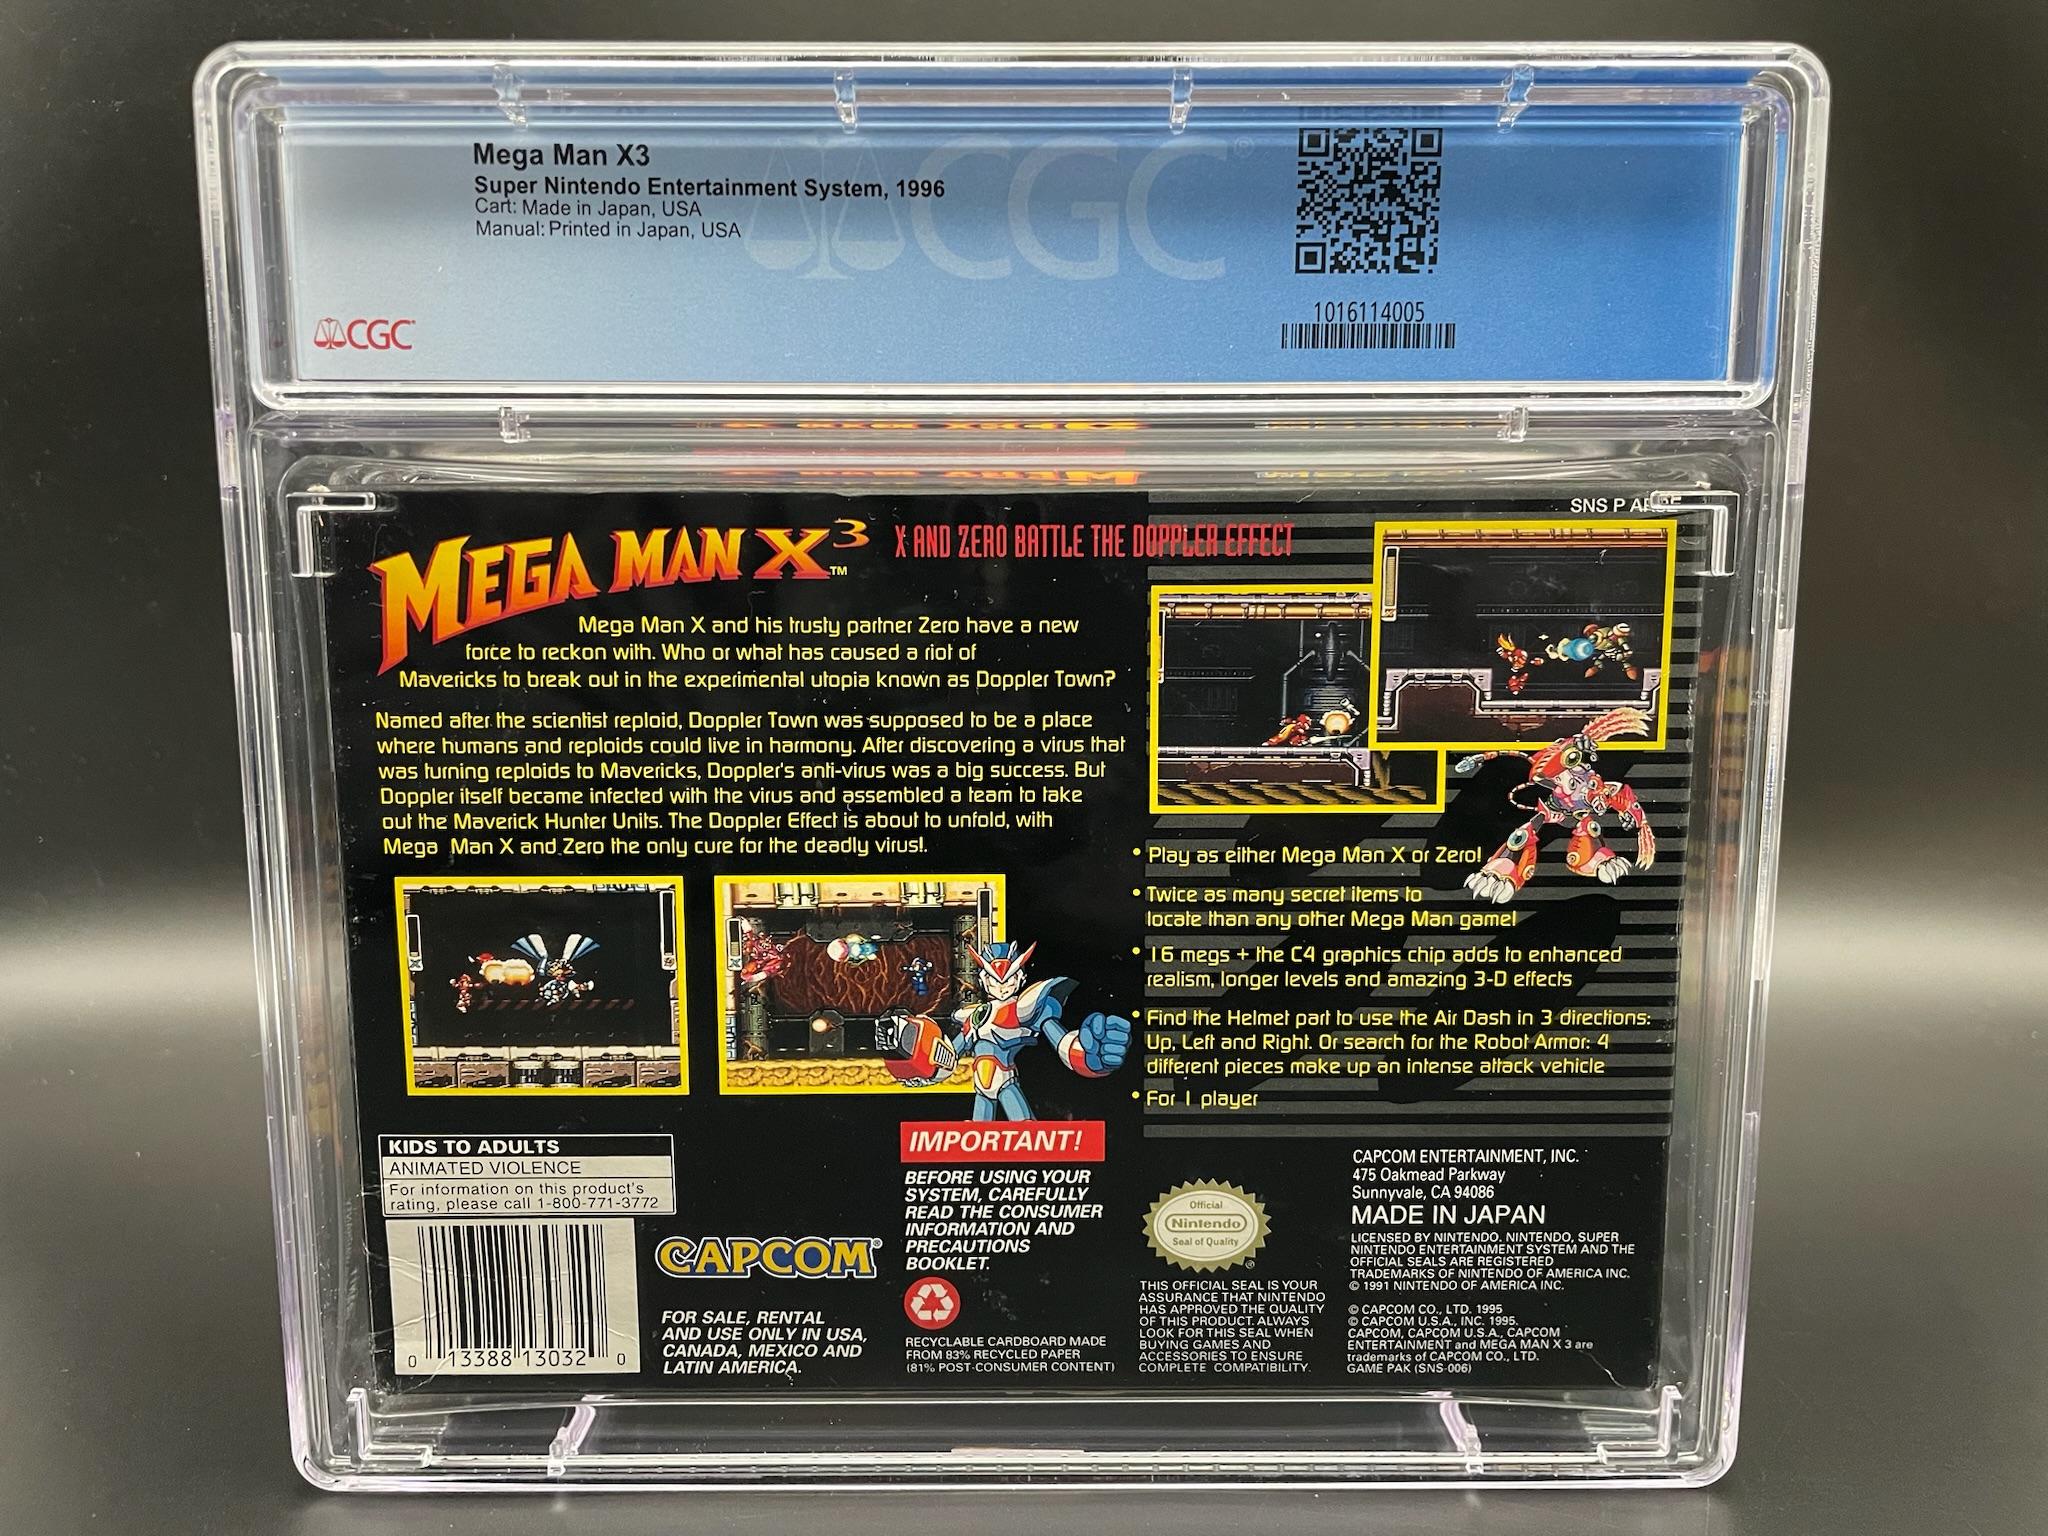 Mega Man X3
Super Nintendo Entertainment System, 1996
Cart: Made in Japan, USA
Manual: Printed in Japan, USA
CGC
1016114005
CGC
SNS P
MEGA MAN X3™
X AND ZERO BATTLE THE DOPPLER EFFECT
Mega Man X and his trusty partner Zero have a new
force to reckon with. Who or what has caused a riot of
Mavericks to break out in the experimental utopia known as Doppler Town?
Named after the scientist reploid, Doppler Town was supposed to be a place
where humans and reploids could live in harmony. After discovering a virus that
was turning reploids to Mavericks, Doppler's anti-virus was a big success. But
Doppler itself became infected with the virus and assembled a team to take
out the Maverick Hunter Units. The Doppler Effect is about to unfold, with
Mega Man X and Zero the only cure for the deadly virus!.
• Play as either Mega Man X or Zero!
• Twice as many secret items to
locate than any other Mega Man game!
• 16 megs + the C4 graphics chip adds to enhanced
realism, longer levels and amazing 3-D effects
• Find the Helmet part to use the Air Dash in 3 directions:
Up, Left and Right. Or search for the Robot Armor: 4
different pieces make up an intense attack vehicle
• For 1 player
KIDS TO ADULTS
ANIMATED VIOLENCE
For information on this product's
rating, please call 1-800-771-3772
0 13388 13032 0
CAPCOM®
FOR SALE, RENTAL
AND USE ONLY IN USA,
CANADA, MEXICO AND
LATIN AMERICA.
IMPORTANT!
BEFORE USING YOUR
SYSTEM, CAREFULLY
READ THE CONSUMER
INFORMATION AND
PRECAUTIONS
BOOKLET.
RECYCLABLE CARDBOARD MADE
FROM 83% RECYCLED PAPER
(81% POST-CONSUMER CONTENT)
Official
Nintendo
Seal of Quality
®
THIS OFFICIAL SEAL IS YOUR
ASSURANCE THAT NINTENDO
HAS APPROVED THE QUALITY
OF THIS PRODUCT. ALWAYS
LOOK FOR THIS SEAL WHEN
BUYING GAMES AND
ACCESSORIES TO ENSURE
COMPLETE COMPATIBILITY.
CAPCOM ENTERTAINMENT, INC.
475 Oakmead Parkway
Sunnyvale, CA 94086
MADE IN JAPAN
LICENSED BY NINTENDO. NINTENDO, SUPER
NINTENDO ENTERTAINMENT SYSTEM AND THE
OFFICIAL SEALS ARE REGISTERED
TRADEMARKS OF NINTENDO OF AMERICA INC.
© 1991 NINTENDO OF AMERICA INC.
© CAPCOM CO., LTD. 1995
© CAPCOM U.S.A., INC. 1995.
CAPCOM, CAPCOM U.S.A., CAPCOM
ENTERTAINMENT and MEGA MAN X 3 are
trademarks of CAPCOM CO., LTD.
GAME PAK (SNS-006)